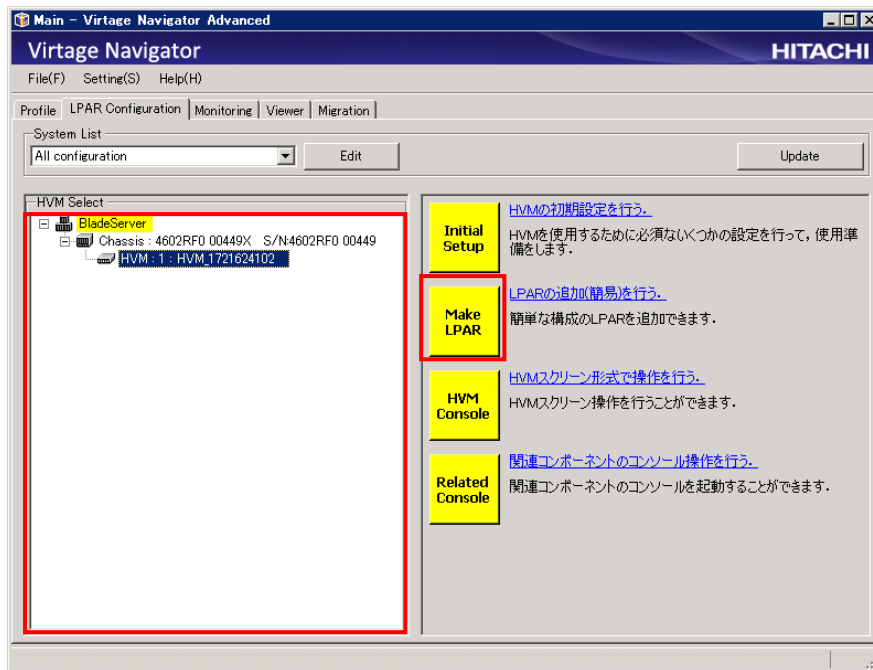 Main - Virtage Navigator Advanced
Virtage Navigator
HITACHI
File(F) Setting(S) Help(H)
Profile LPAR Configuration Monitoring Viewer Migration
System List
All configuration Edit Update
HVM Select
BladeServer
Chassis : 4602RF0 00449X S/N:4602RF0 00449
HVM : 1 : HVM_1721624102
Initial
Setup
HVMの初期設定を行う.
HVMを使用するために必須ないくつかの設定を行って, 使用準
備をします.
Make
LPAR
LPARの追加(簡易)を行う.
簡単な構成のLPARを追加できます.
HVM
Console
HVMスクリーン形式で操作を行う.
HVMスクリーン操作を行うことができます.
Related
Console
関連コンポーネントのコンソール操作を行う.
関連コンポーネントのコンソールを起動することができます.